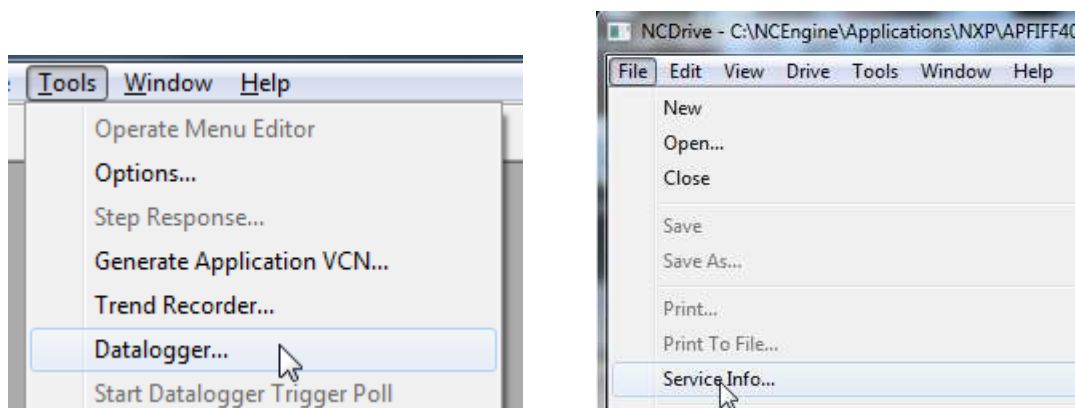 Tools Window Help
Operate Menu Editor
Options...
Step Response...
Generate Application VCN...
Trend Recorder...
Datalogger...
Start Datalogger Trigger Poll
NCDrive - C:\NCEngine\Applications\NXP\APFIFF40
File Edit View Drive Tools Window Help
New
Open...
Close
Save
Save As...
Print...
Print To File...
Service Info...